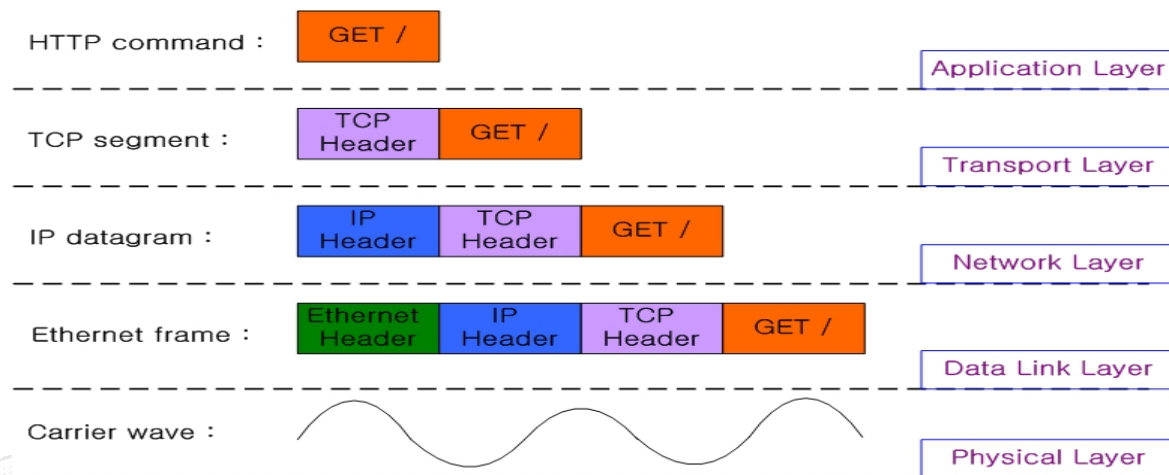 HTTP command :
GET /
Application Layer
TCP segment :
TCP
Header
GET /
Transport Layer
IP datagram :
IP
Header
TCP
Header
GET /
Network Layer
Ethernet frame :
Ethernet
Header
IP
Header
TCP
Header
GET /
Data Link Layer
Carrier wave :
Physical Layer